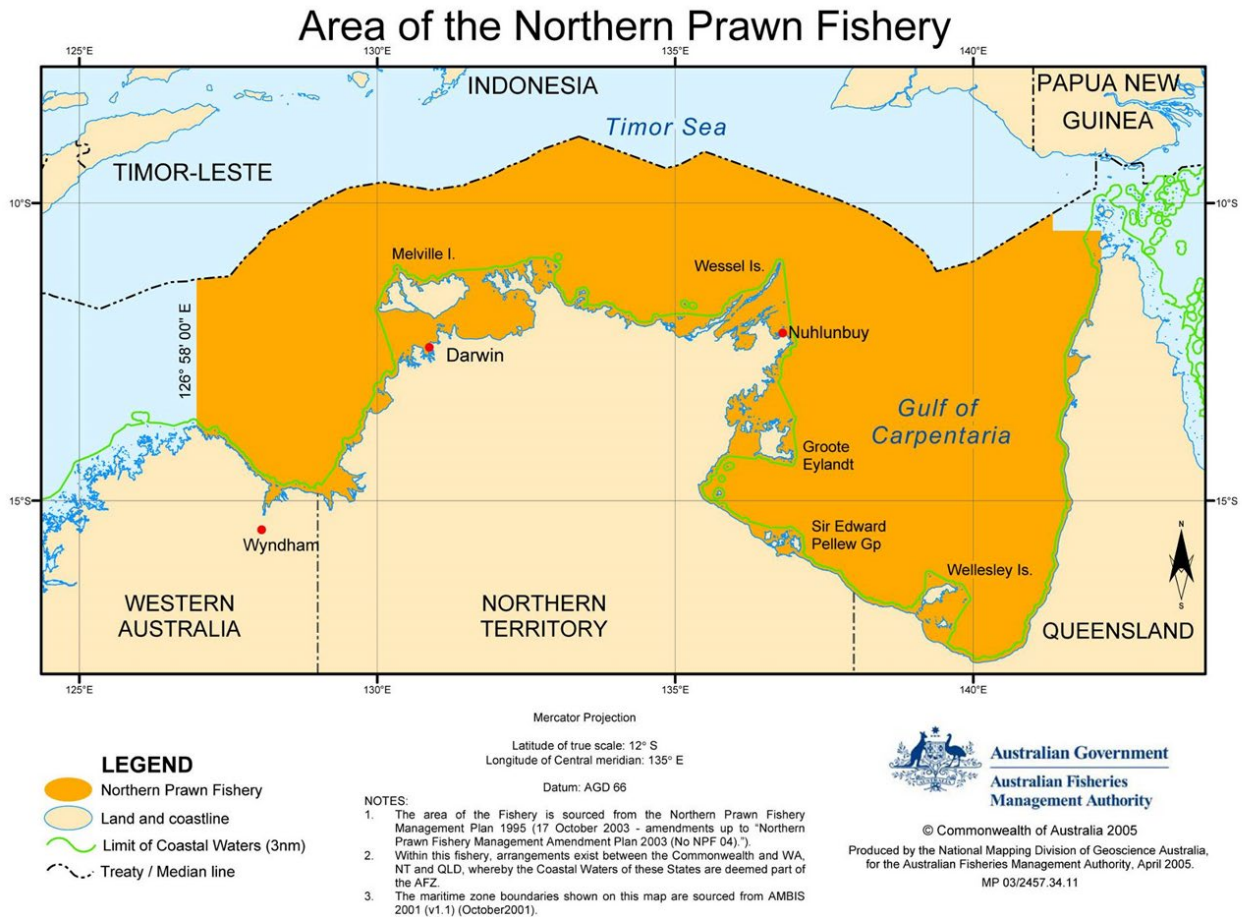 Area of the Northern Prawn Fishery
125°E
130°E
135°E
140°E
INDONESIA
PAPUA NEW
GUINEA
Timor Sea
TIMOR-LESTE
10°S
10°S
Melville I.
Wessel Is.
126° 58' 00" E
Nuhlunbuy
Darwin
Gulf of
Carpentaria
Groote
Eylandt
15°S
15°S
Sir Edward
Pellew Gp
Wyndham
Wellesley Is.
N
S
WESTERN
AUSTRALIA
NORTHERN
TERRITORY
QUEENSLAND
125°E
130°E
135°E
140°E
LEGEND
Northern Prawn Fishery
Land and coastline
Limit of Coastal Waters (3nm)
Treaty / Median line
Mercator Projection
Latitude of true scale: 12° S
Longitude of Central meridian: 135° E
Datum: AGD 66
NOTES:
1. The area of the Fishery is sourced from the Northern Prawn Fishery
Management Plan 1995 (17 October 2003 - amendments up to "Northern
Prawn Fishery Management Amendment Plan 2003 (No NPF 04).").
2. Within this fishery, arrangements exist between the Commonwealth and WA,
NT and QLD, whereby the Coastal Waters of these States are deemed part of
the AFZ.
3. The maritime zone boundaries shown on this map are sourced from AMBIS
2001 (v1.1) (October2001).
Australian Government
Australian Fisheries
Management Authority
© Commonwealth of Australia 2005
Produced by the National Mapping Division of Geoscience Australia,
for the Australian Fisheries Management Authority, April 2005.
MP 03/2457.34.11